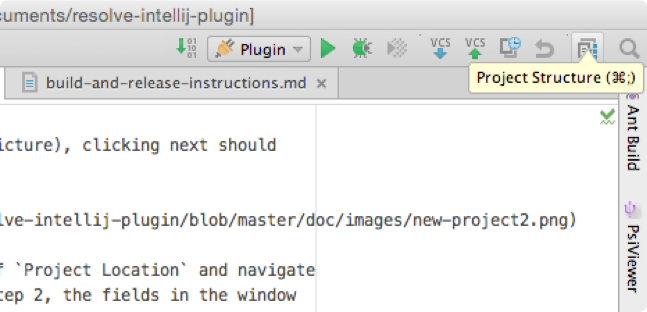 cuments/resolve-intellij-plugin]
Plugin
VCS VCS
build-and-release-instructions.md
Project Structure (⌘;)
icture), clicking next should
lve-intellij-plugin/blob/master/doc/images/new-project2.png)
f `Project Location` and navigate
tep 2, the fields in the window
Ant Build
PsiViewer